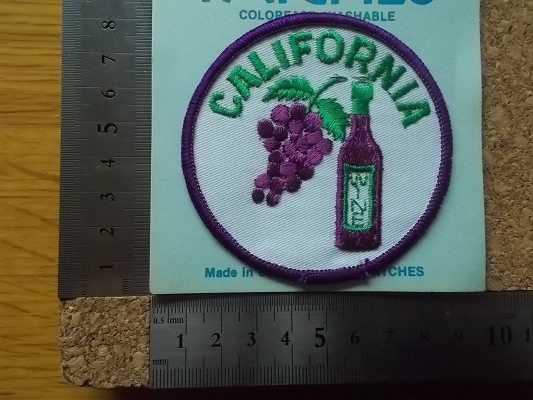 COLORFAST WASHABLE
CALIFORNIA
WINE
Made in
PATCHES
1 2 3 4 5 6 7 8
0.5 mm
mm
1 2 3 4 5 6 7 8 9 10